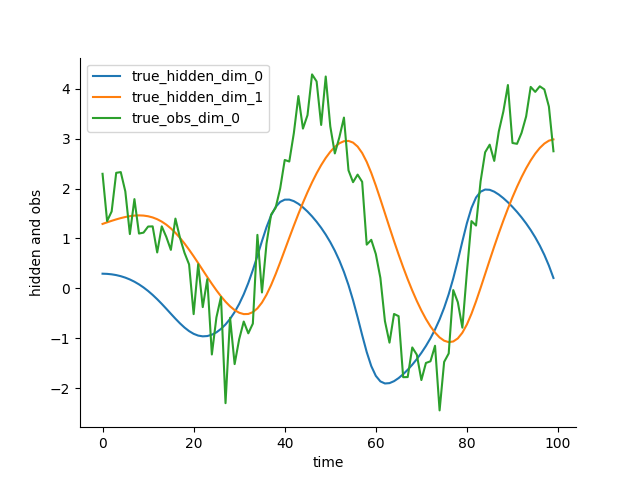 true_hidden_dim_0
true_hidden_dim_1
true_obs_dim_0
4
3
2
1
0
−1
−2
hidden and obs
0 20 40 60 80 100
time